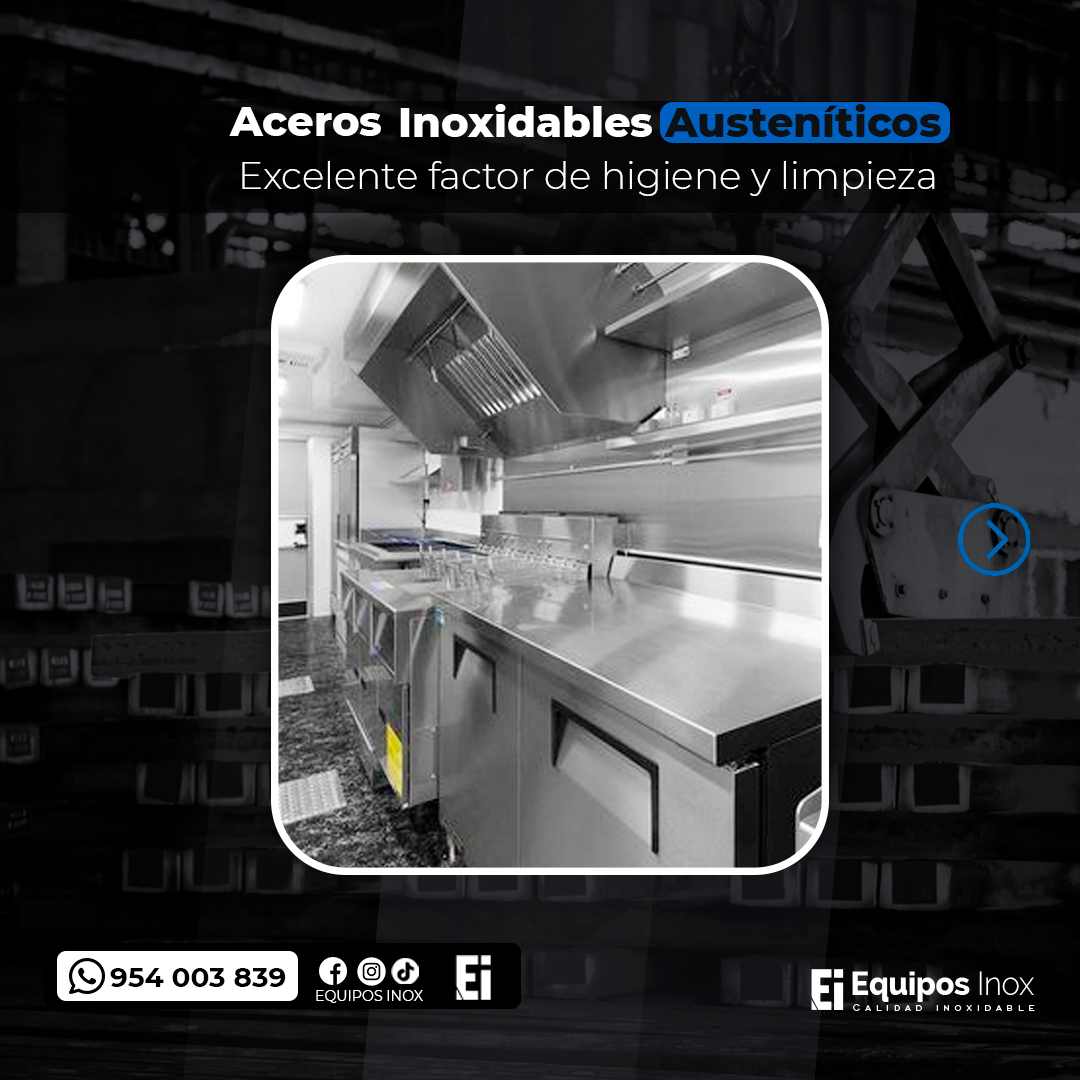 Aceros Inoxidables Austeníticos
Excelente factor de higiene y limpieza
954 003 839
EQUIPOS INOX
Ei
Ei Equipos Inox
CALIDAD INOXIDABLE